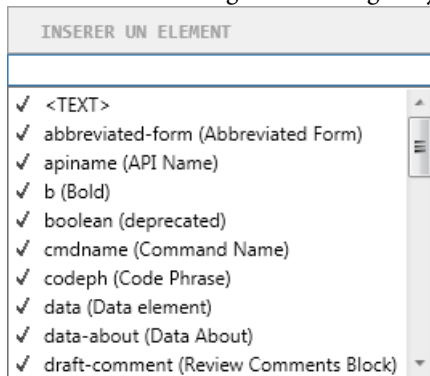 INSERER UN ELEMENT
<TEXT>
abbreviated-form (Abbreviated Form)
apiname (API Name)
b (Bold)
boolean (deprecated)
cmdname (Command Name)
codeph (Code Phrase)
data (Data element)
data-about (Data About)
draft-comment (Review Comments Block)